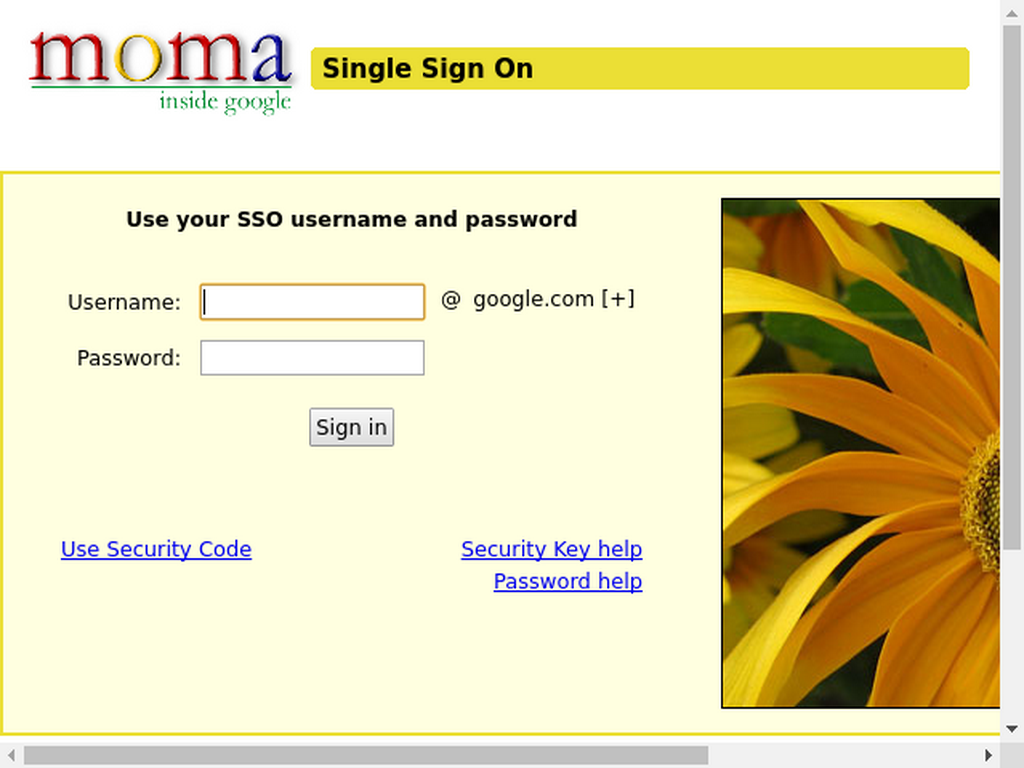 moma
inside google
Single Sign On
Use your SSO username and password
Username: @ google.com [+]
Password:
Sign in
Use Security Code
Security Key help
Password help